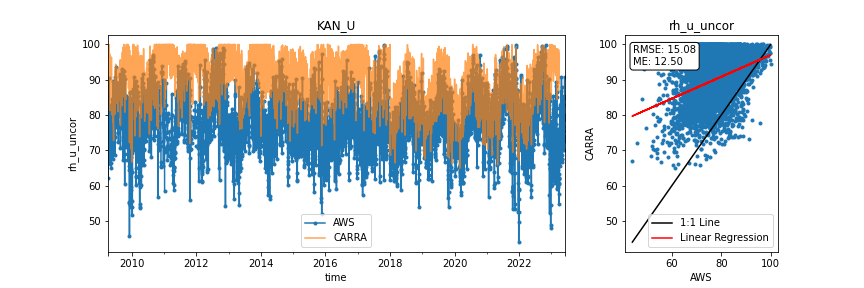 KAN_U
rh_u_uncor
100
90
80
70
60
50
2010
2012
2014
2016
2018
2020
2022
time
AWS
CARRA
rh_u_uncor
CARRA
100
90
80
70
60
50
60
80
100
AWS
RMSE: 15.08
ME: 12.50
1:1 Line
Linear Regression